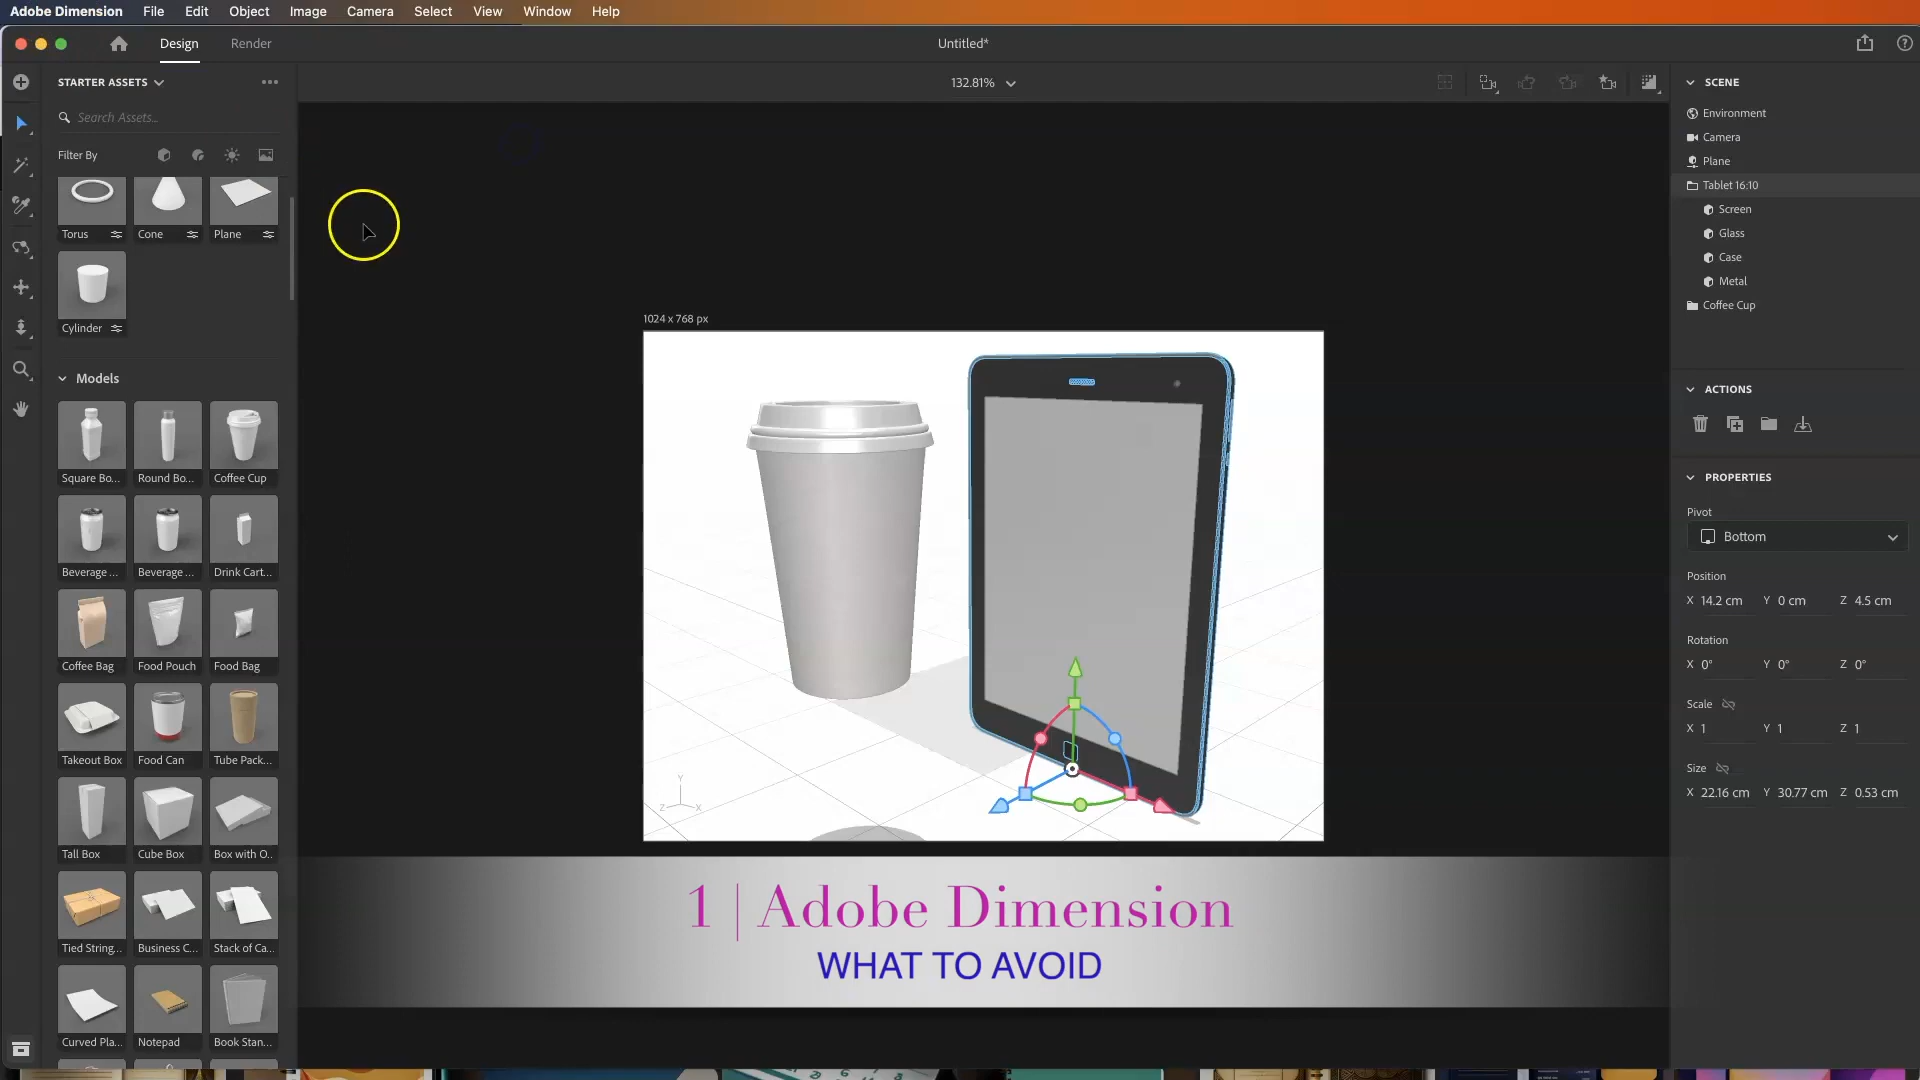 Adobe Dimension File Edit Object Image Camera Select View Window Help
Design Render Untitled*
STARTER ASSETS
132.81%
Search Assets...
Filter By
Torus Cone Plane
Cylinder
Models
Square Bo... Round Bo... Coffee Cup
Beverage ... Beverage ... Drink Cart...
Coffee Bag Food Pouch Food Bag
Takeout Box Food Can Tube Pack...
Tall Box Cube Box Box with O..
Tied String... Business C... Stack of Ca...
Curved Pla... Notepad Book Stan...
1024 x 768 px
Y
Z X
1 | Adobe Dimension
WHAT TO AVOID
SCENE
Environment
Camera
Plane
Tablet 16:10
Screen
Glass
Case
Metal
Coffee Cup
ACTIONS
PROPERTIES
Pivot
Bottom
Position
X 14.2 cm Y 0 cm Z 4.5 cm
Rotation
X 0° Y 0° Z 0°
Scale
X 1 Y 1 Z 1
Size
X 22.16 cm Y 30.77 cm Z 0.53 cm